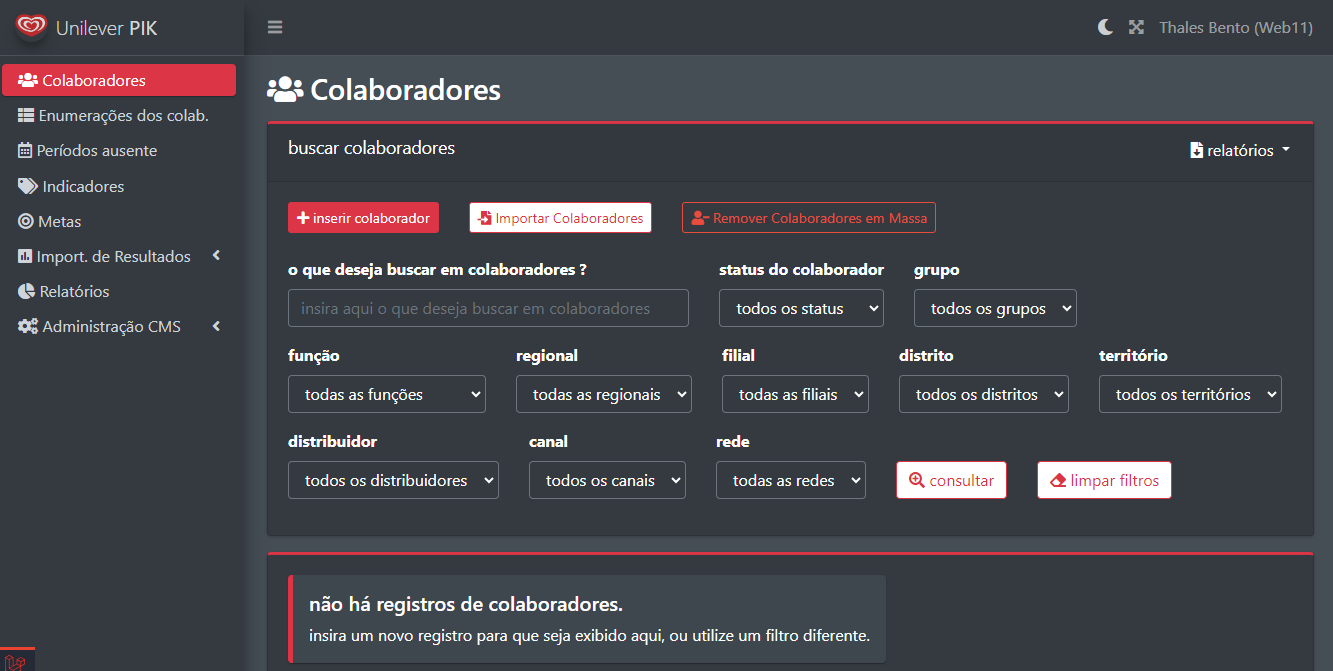 Unilever PIK
Thales Bento (Web11)
Colaboradores
Enumerações dos colab.
Períodos ausente
Indicadores
Metas
Import. de Resultados
Relatórios
Administração CMS
Colaboradores
buscar colaboradores
relatórios
inserir colaborador
Importar Colaboradores
Remover Colaboradores em Massa
o que deseja buscar em colaboradores ?
status do colaborador
grupo
insira aqui o que deseja buscar em colaboradores
todos os status
todos os grupos
função
regional
filial
distrito
território
todas as funções
todas as regionais
todas as filiais
todos os distritos
todos os territórios
distribuidor
canal
rede
todos os distribuidores
todos os canais
todas as redes
consultar
limpar filtros
não há registros de colaboradores.
insira um novo registro para que seja exibido aqui, ou utilize um filtro diferente.